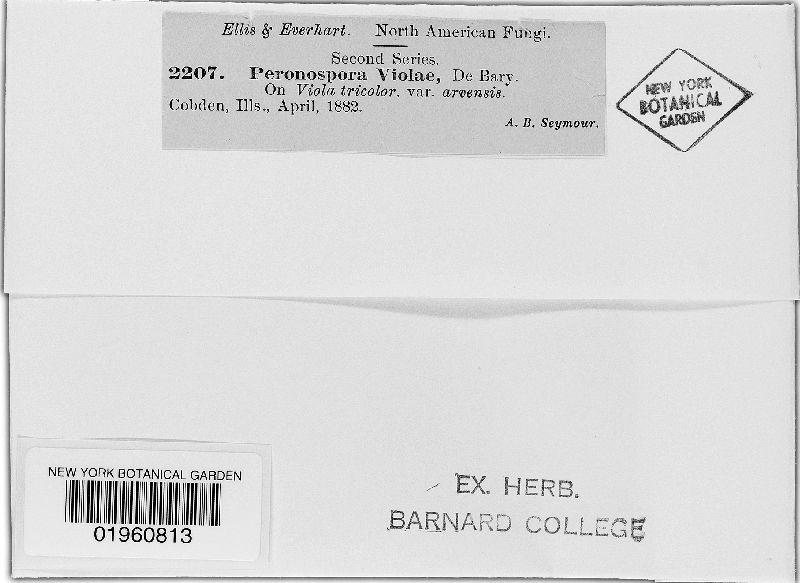 Ellis & Everhart. North American Fungi.
Second Series.
2207. Peronospora Violae, De Bary.
On Viola tricolor, var. arvensis.
Cobden, Ills., April, 1882.
A. B. Seymour.
NEW YORK
BOTANICAL
GARDEN
NEW YORK BOTANICAL GARDEN
01960813
EX. HERB.
BARNARD COLLEGE